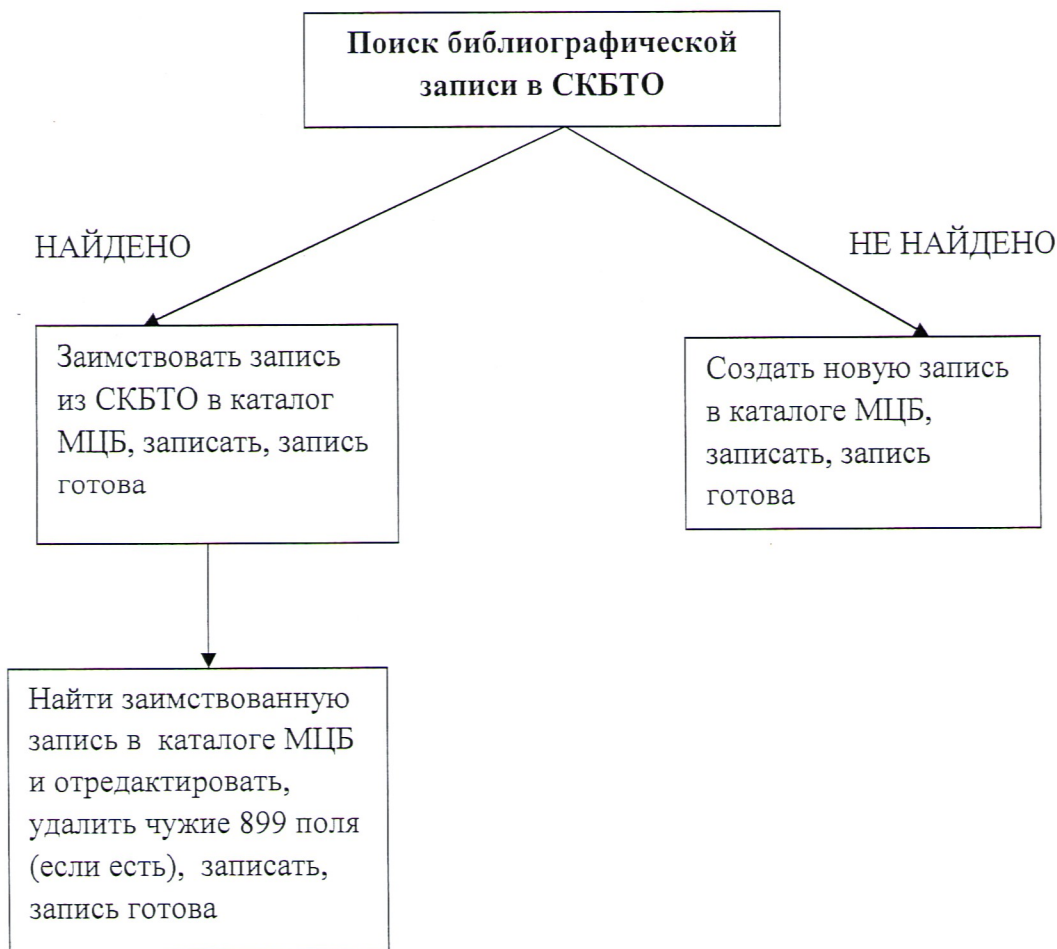 Поиск библиографической
записи в СКБТО
НАЙДЕНО
НЕ НАЙДЕНО
Заимствовать запись
из СКБТО в каталог
МЦБ, записать, запись
готова
Создать новую запись
в каталоге МЦБ,
записать, запись
готова
Найти заимствованную
запись в каталоге МЦБ
и отредактировать,
удалить чужие 899 поля
(если есть), записать,
запись готова